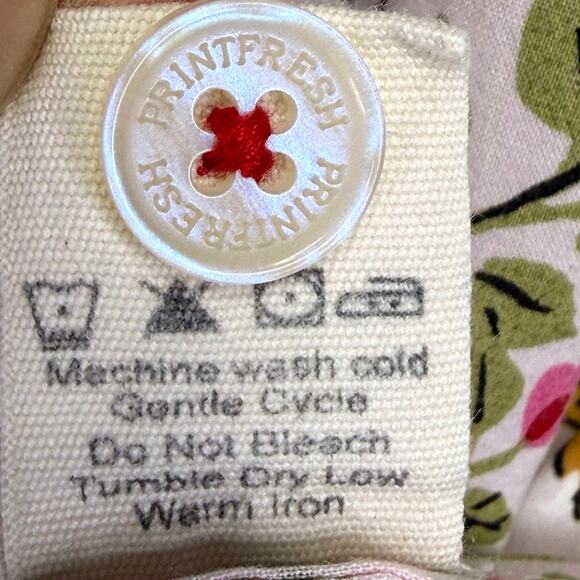 PRINTFRESH
PRINTFRESH
Machine wash cold
Gentle Cycle
Do Not Bleach
Tumble Dry Low
Warm Iron